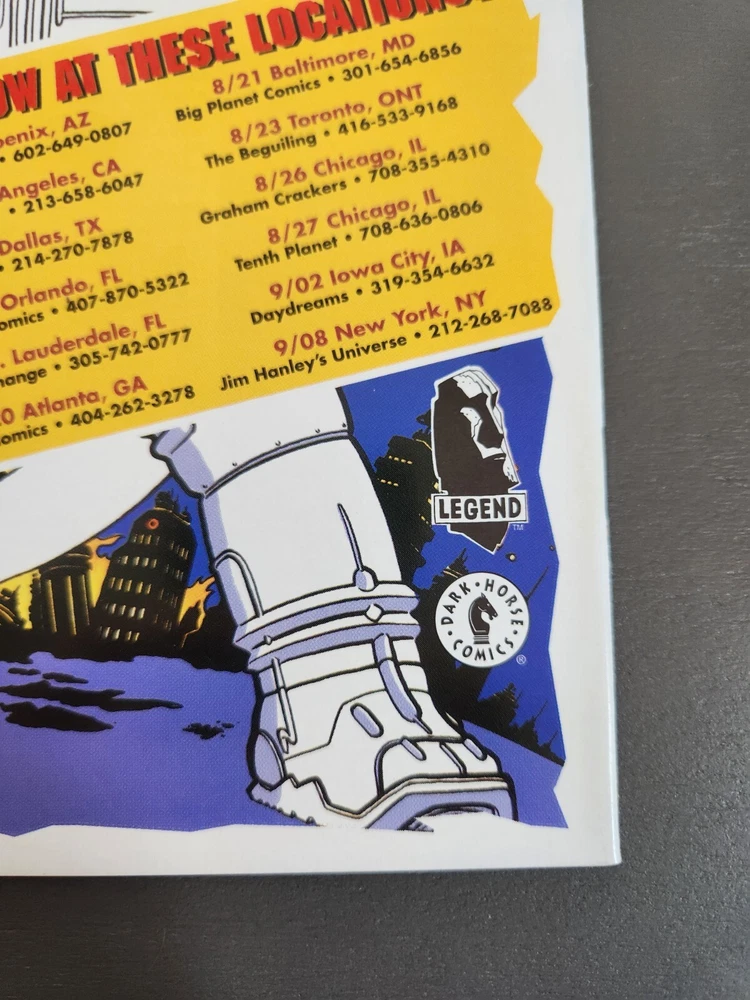 OW AT THESE LOCATIONS
oenix, AZ
• 602-649-0807
Angeles, CA
• 213-658-6047
Dallas, TX
• 214-270-7878
Orlando, FL
omics • 407-870-5322
. Lauderdale, FL
hange • 305-742-0777
0 Atlanta, GA
omics • 404-262-3278
8/21 Baltimore, MD
Big Planet Comics • 301-654-6856
8/23 Toronto, ONT
The Beguiling • 416-533-9168
8/26 Chicago, IL
Graham Crackers • 708-355-4310
8/27 Chicago, IL
Tenth Planet • 708-636-0806
9/02 Iowa City, IA
Daydreams • 319-354-6632
9/08 New York, NY
Jim Hanley's Universe • 212-268-7088
LEGEND™
DARK • HORSE
• COMICS • ®